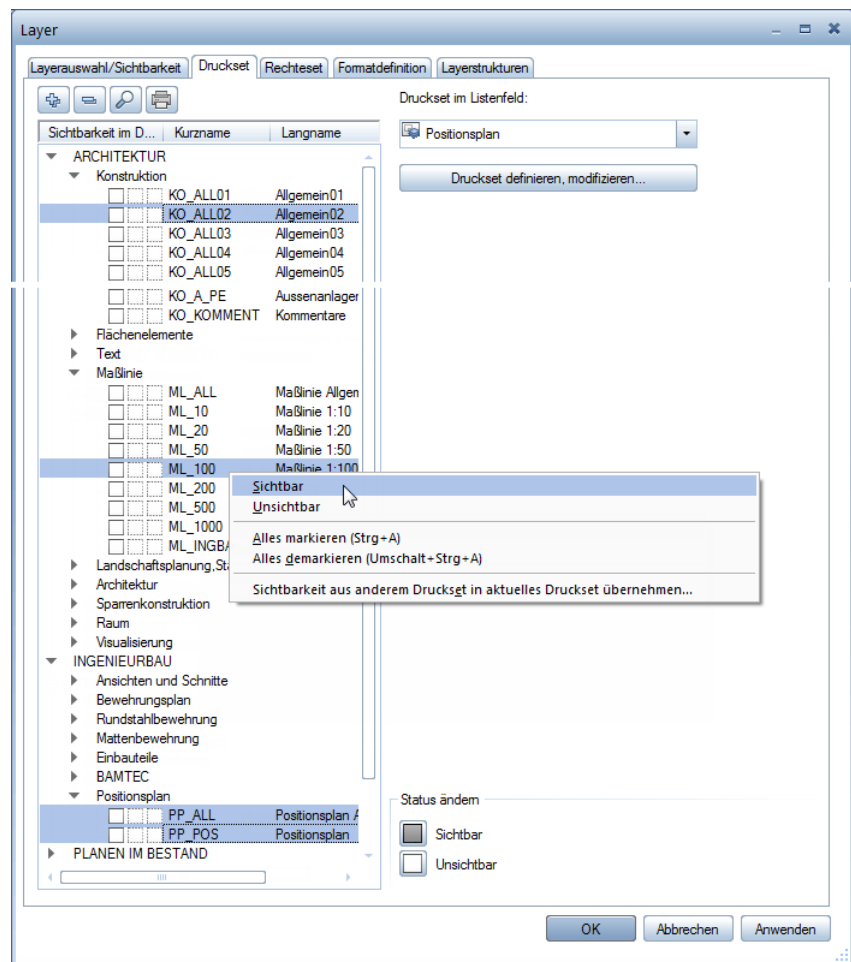 Layer
Layerauswahl/Sichtbarkeit Druckset Rechteset Formatdefinition Layerstrukturen
Druckset im Listenfeld:
Sichtbarkeit im D... Kurzname Langname
Positionsplan
Druckset definieren, modifizieren...
ARCHITEKTUR
Konstruktion
KO_ALL01 Allgemein01
KO_ALL02 Allgemein02
KO_ALL03 Allgemein03
KO_ALL04 Allgemein04
KO_ALL05 Allgemein05
KO_A_PE Aussenanlager
KO_KOMMENT Kommentare
Flächenelemente
Text
Maßlinie
ML_ALL Maßlinie Allgen
ML_10 Maßlinie 1:10
ML_20 Maßlinie 1:20
ML_50 Maßlinie 1:50
ML_100 Maßlinie 1:100
ML_200
ML_500
ML_1000
ML_INGBA
Sichtbar
Unsichtbar
Alles markieren (Strg+A)
Alles demarkieren (Umschalt+Strg+A)
Sichtbarkeit aus anderem Druckset in aktuelles Druckset übernehmen...
Landschaftsplanung,Sta
Architektur
Sparrenkonstruktion
Raum
Visualisierung
INGENIEURBAU
Ansichten und Schnitte
Bewehrungsplan
Rundstahlbewehrung
Mattenbewehrung
Einbauteile
BAMTEC
Positionsplan
PP_ALL Positionsplan A
PP_POS Positionsplan
PLANEN IM BESTAND
Status ändern
Sichtbar
Unsichtbar
OK Abbrechen Anwenden